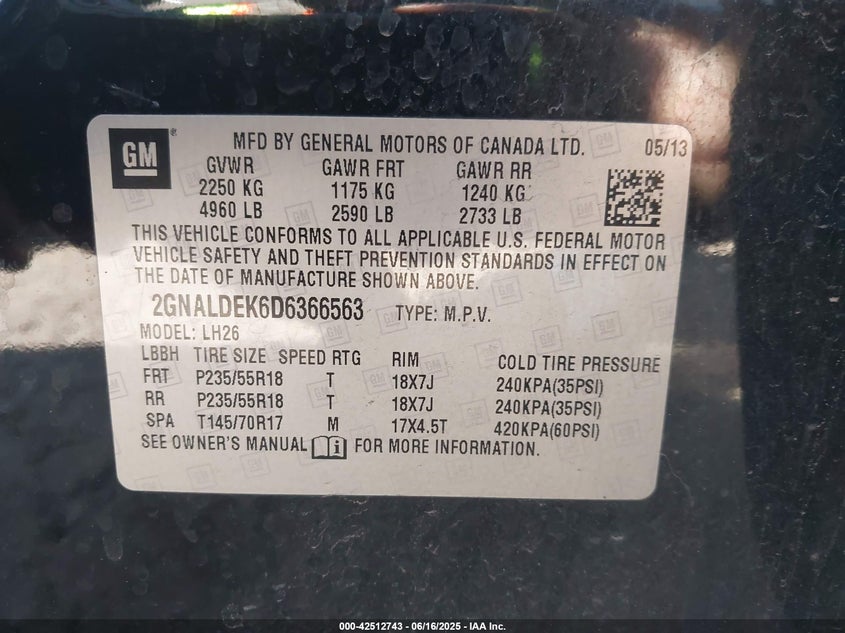 GM
MFD BY GENERAL MOTORS OF CANADA LTD. 05/13
GVWR GAWR FRT GAWR RR
2250 KG 1175 KG 1240 KG
4960 LB 2590 LB 2733 LB
THIS VEHICLE CONFORMS TO ALL APPLICABLE U.S. FEDERAL MOTOR
VEHICLE SAFETY AND THEFT PREVENTION STANDARDS IN EFFECT ON
THE DATE OF MANUFACTURE SHOWN ABOVE.
2GNALDEK6D6366563 TYPE: M.P.V.
MODEL: LH26
LBBH TIRE SIZE SPEED RTG RIM COLD TIRE PRESSURE
FRT P235/55R18 T 18X7J 240KPA(35PSI)
RR P235/55R18 T 18X7J 240KPA(35PSI)
SPA T145/70R17 M 17X4.5T 420KPA(60PSI)
SEE OWNER'S MANUAL FOR MORE INFORMATION.
000-42512743 / 06/16/2025 - IAA Inc.